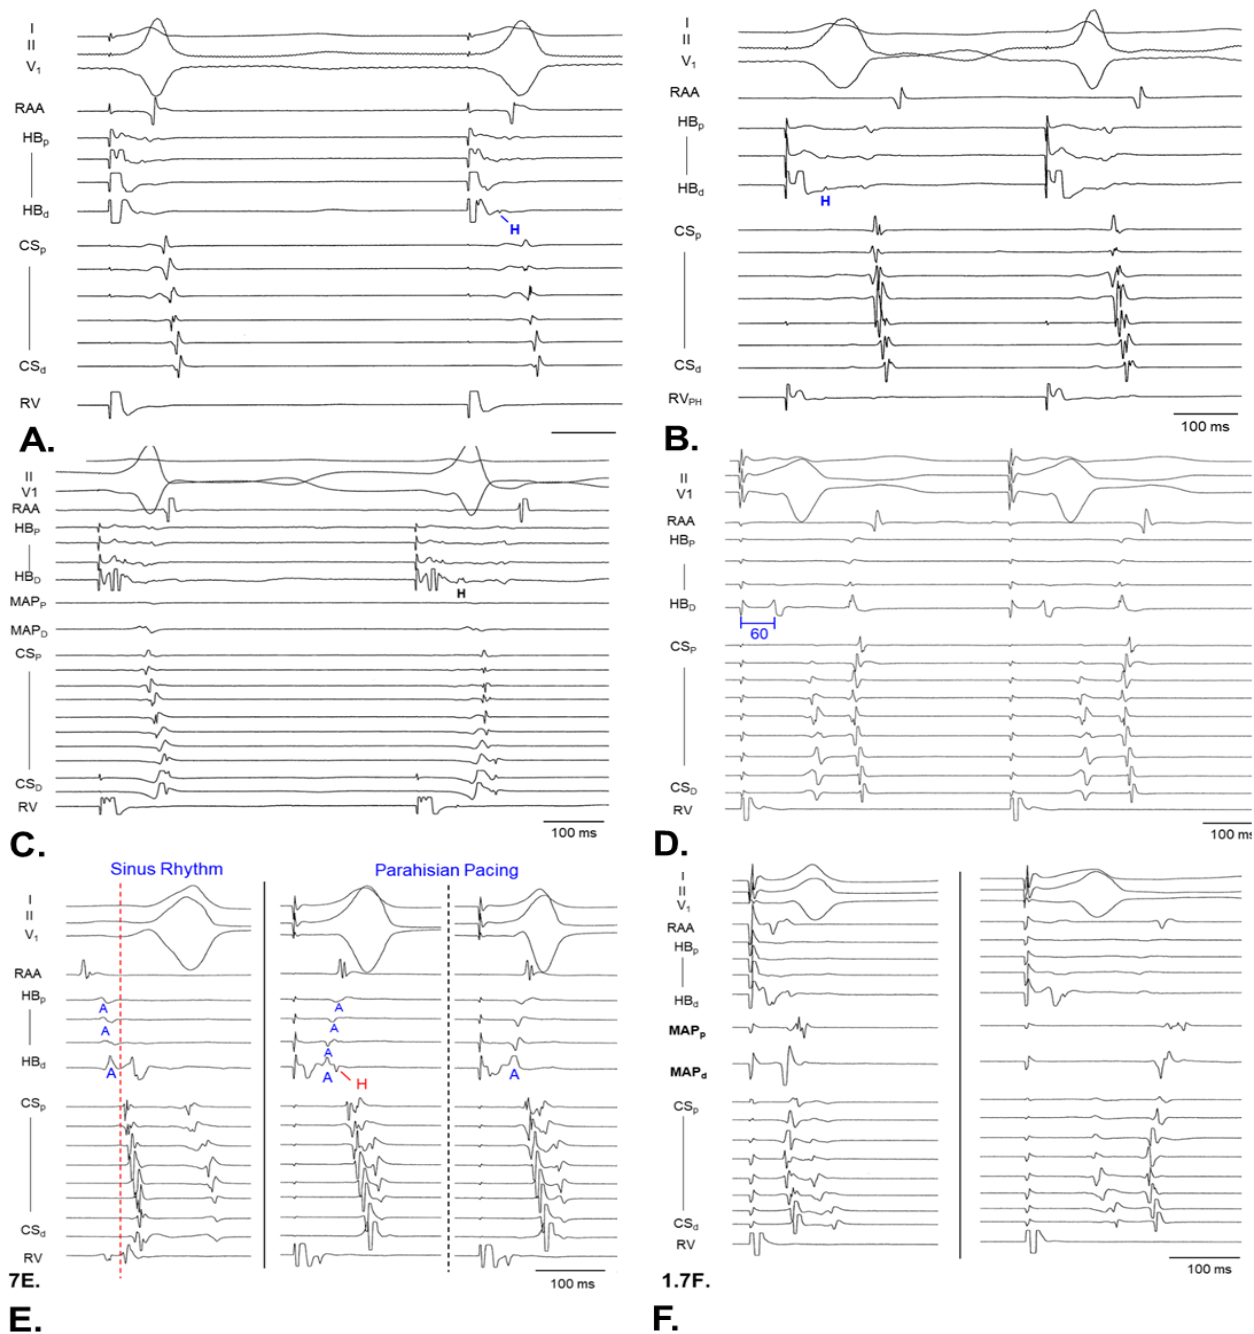 I
II
V1
RAA
HBp
HBd
H
CSp
CSd
RV
A.
I
II
V1
RAA
HBp
HBd
H
CSp
CSd
RVPH
100 ms
B.
II
V1
RAA
HBP
HBD
H
MAPP
MAPD
CSP
CSD
RV
100 ms
C.
II
V1
RAA
HBP
HBD
60
CSP
CSD
RV
100 ms
D.
Sinus Rhythm Parahisian Pacing
I
II
V1
RAA
HBp
A A
A A
A
HBd
A A H A
CSp
CSd
RV
7E. 100 ms
E.
I
II
V1
RAA
HBp
HBd
MAPp
MAPd
CSp
CSd
RV
100 ms
1.7F.
F.